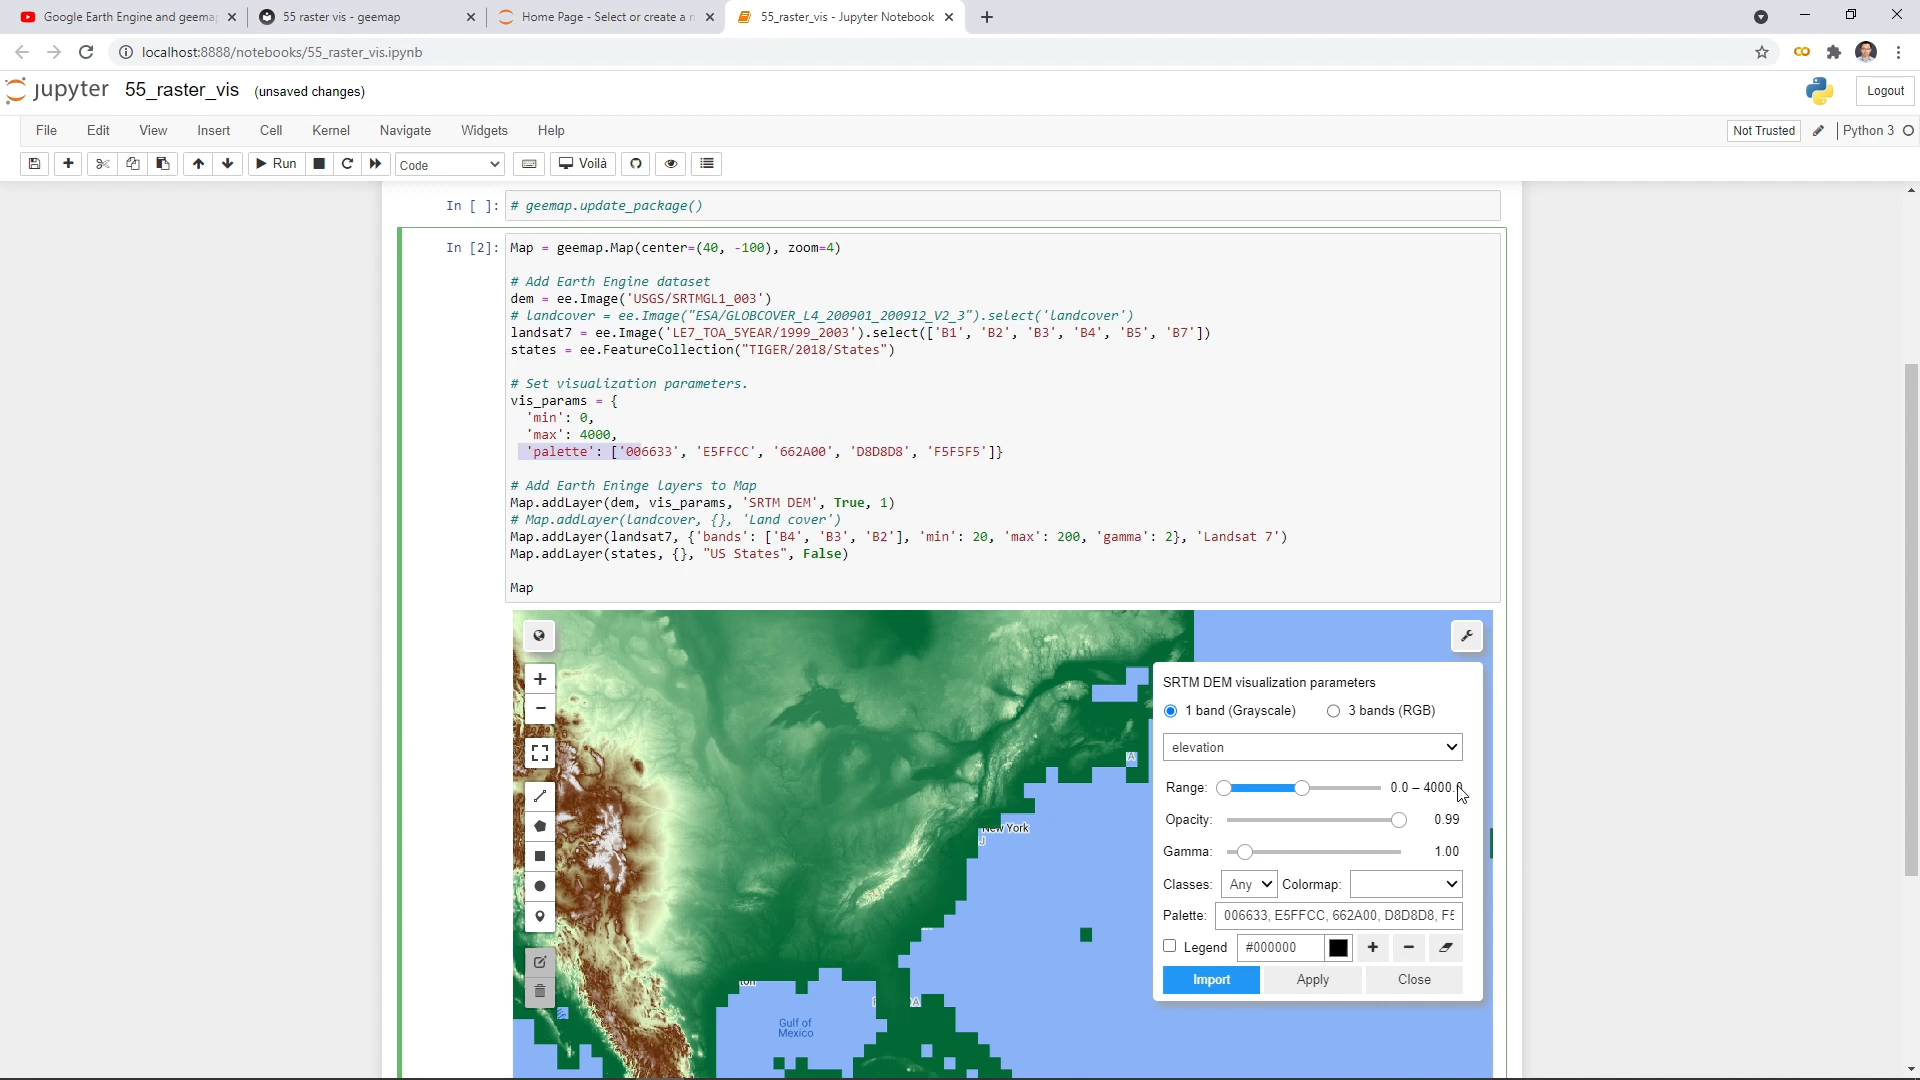 Google Earth Engine and geemap
55 raster vis - geemap
Home Page - Select or create a n
55_raster_vis - Jupyter Notebook
localhost:8888/notebooks/55_raster_vis.ipynb
jupyter 55_raster_vis (unsaved changes)
Logout
File Edit View Insert Cell Kernel Navigate Widgets Help
Not Trusted Python 3
Run Code Voilà
In [ ]: # geemap.update_package()
In [2]: Map = geemap.Map(center=(40, -100), zoom=4)
# Add Earth Engine dataset
dem = ee.Image('USGS/SRTMGL1_003')
# landcover = ee.Image("ESA/GLOBCOVER_L4_200901_200912_V2_3").select('landcover')
landsat7 = ee.Image('LE7_TOA_5YEAR/1999_2003').select(['B1', 'B2', 'B3', 'B4', 'B5', 'B7'])
states = ee.FeatureCollection("TIGER/2018/States")
# Set visualization parameters.
vis_params = {
'min': 0,
'max': 4000,
'palette': ['006633', 'E5FFCC', '662A00', 'D8D8D8', 'F5F5F5']}
# Add Earth Eninge layers to Map
Map.addLayer(dem, vis_params, 'SRTM DEM', True, 1)
# Map.addLayer(landcover, {}, 'Land cover')
Map.addLayer(landsat7, {'bands': ['B4', 'B3', 'B2'], 'min': 20, 'max': 200, 'gamma': 2}, 'Landsat 7')
Map.addLayer(states, {}, "US States", False)
Map
SRTM DEM visualization parameters
1 band (Grayscale) 3 bands (RGB)
elevation
Range: 0.0 – 4000.0
Opacity: 0.99
Gamma: 1.00
Classes: Any Colormap:
Palette: 006633, E5FFCC, 662A00, D8D8D8, F5
Legend #000000
Import Apply Close
New York
Gulf of
Mexico